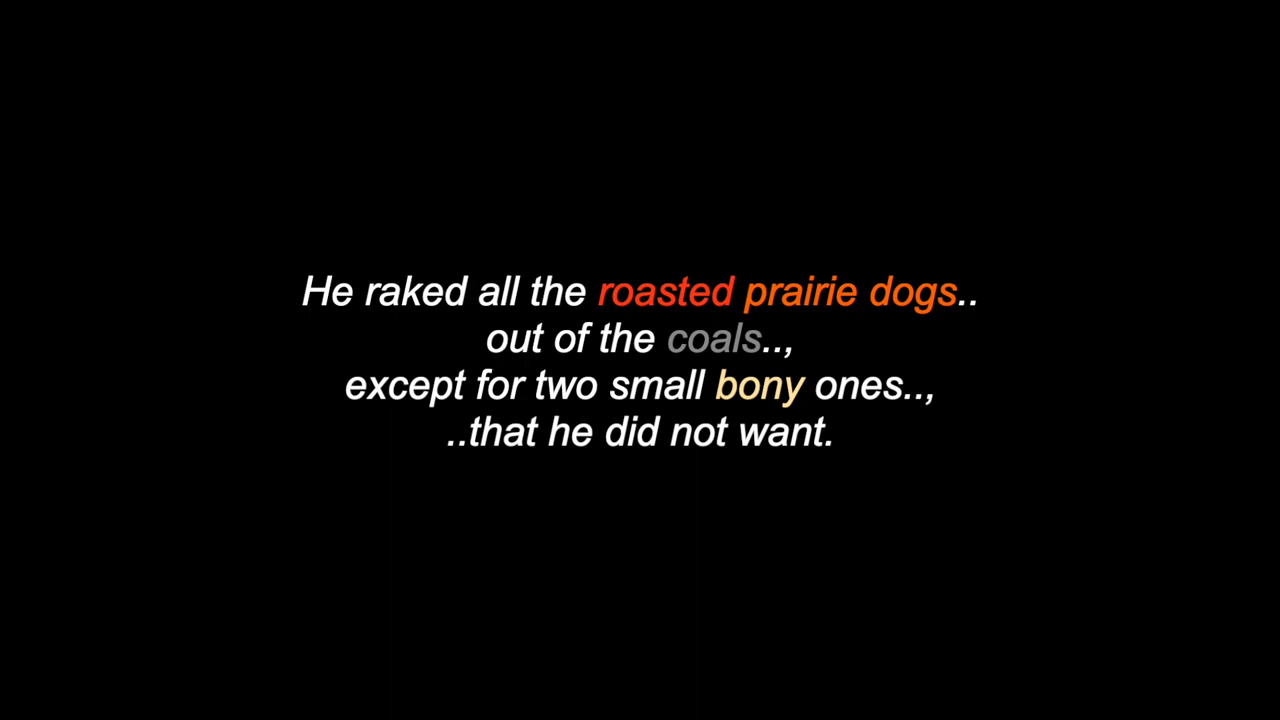 He raked all the roasted prairie dogs..
out of the coals..,
except for two small bony ones..,
..that he did not want.